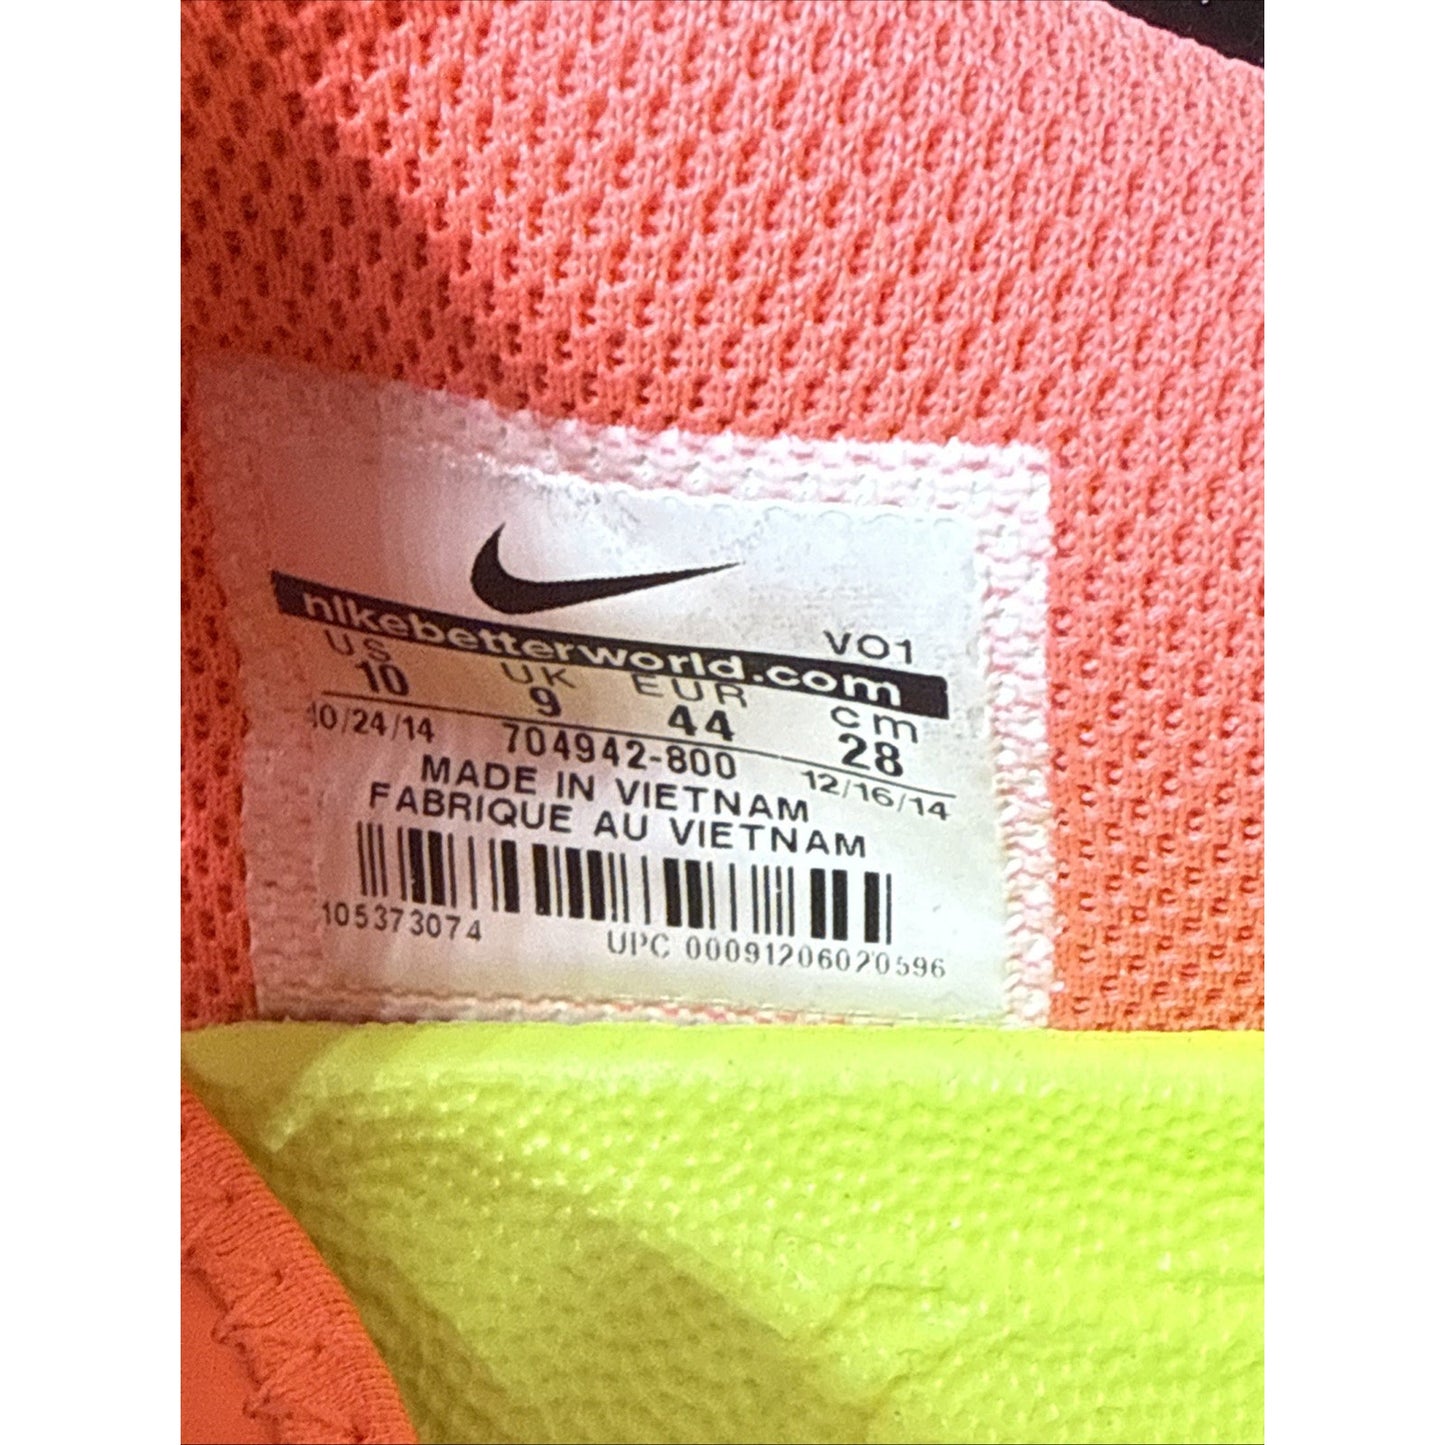 nikebetterworld.com
VO1
US UK EUR cm
10 9 44 28
10/24/14 704942-800 12/16/14
MADE IN VIETNAM
FABRIQUE AU VIETNAM
105373074
UPC 00091206020596